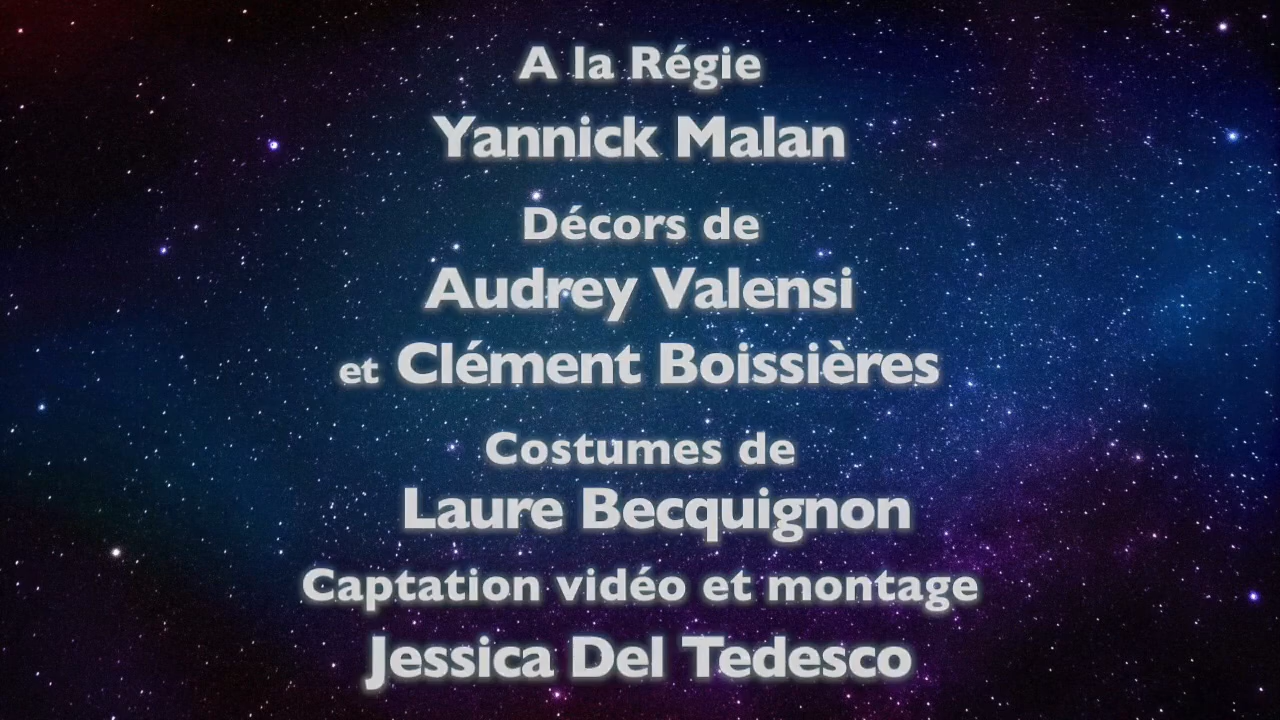 A la Régie
Yannick Malan
Décors de
Audrey Valensi
et Clément Boissières
Costumes de
Laure Becquignon
Captation vidéo et montage
Jessica Del Tedesco